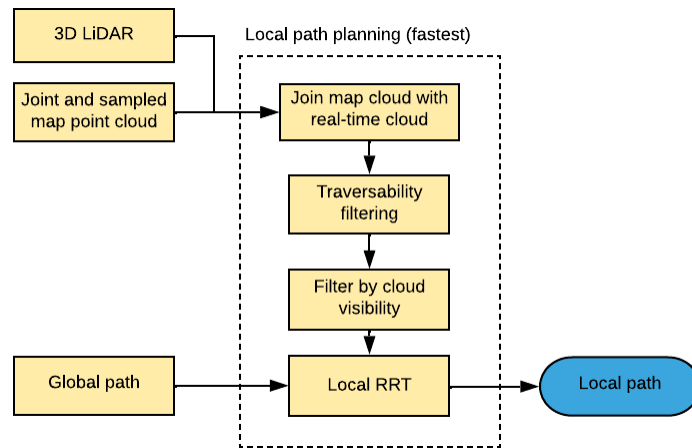 3D LiDAR
Local path planning (fastest)
Joint and sampled
map point cloud
Join map cloud with
real-time cloud
Traversability
filtering
Filter by cloud
visibility
Global path
Local RRT
Local path